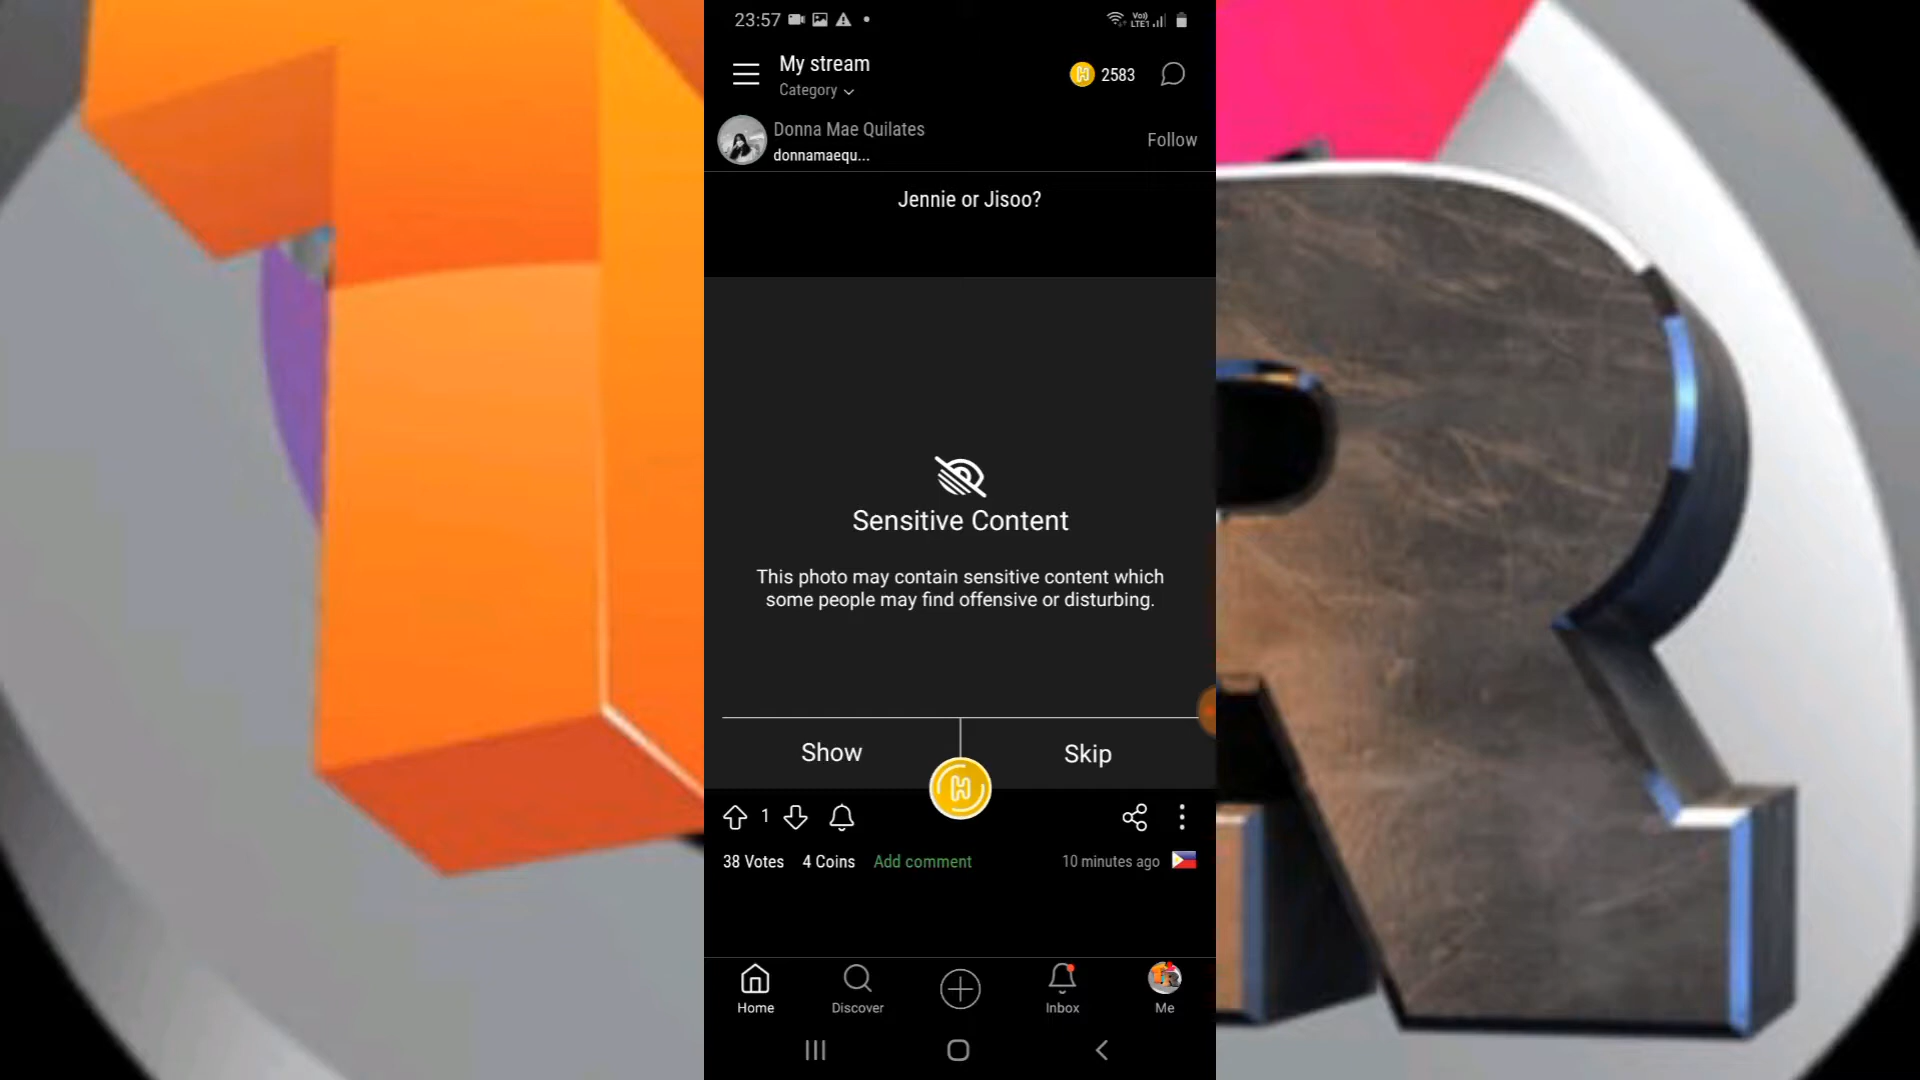 23:57
Vo))
LTE1
My stream
Category
2583
Donna Mae Quilates
donnamaequ...
Follow
Jennie or Jisoo?
Sensitive Content
This photo may contain sensitive content which
some people may find offensive or disturbing.
Show
Skip
1
38 Votes
4 Coins
Add comment
10 minutes ago
Home
Discover
Inbox
Me